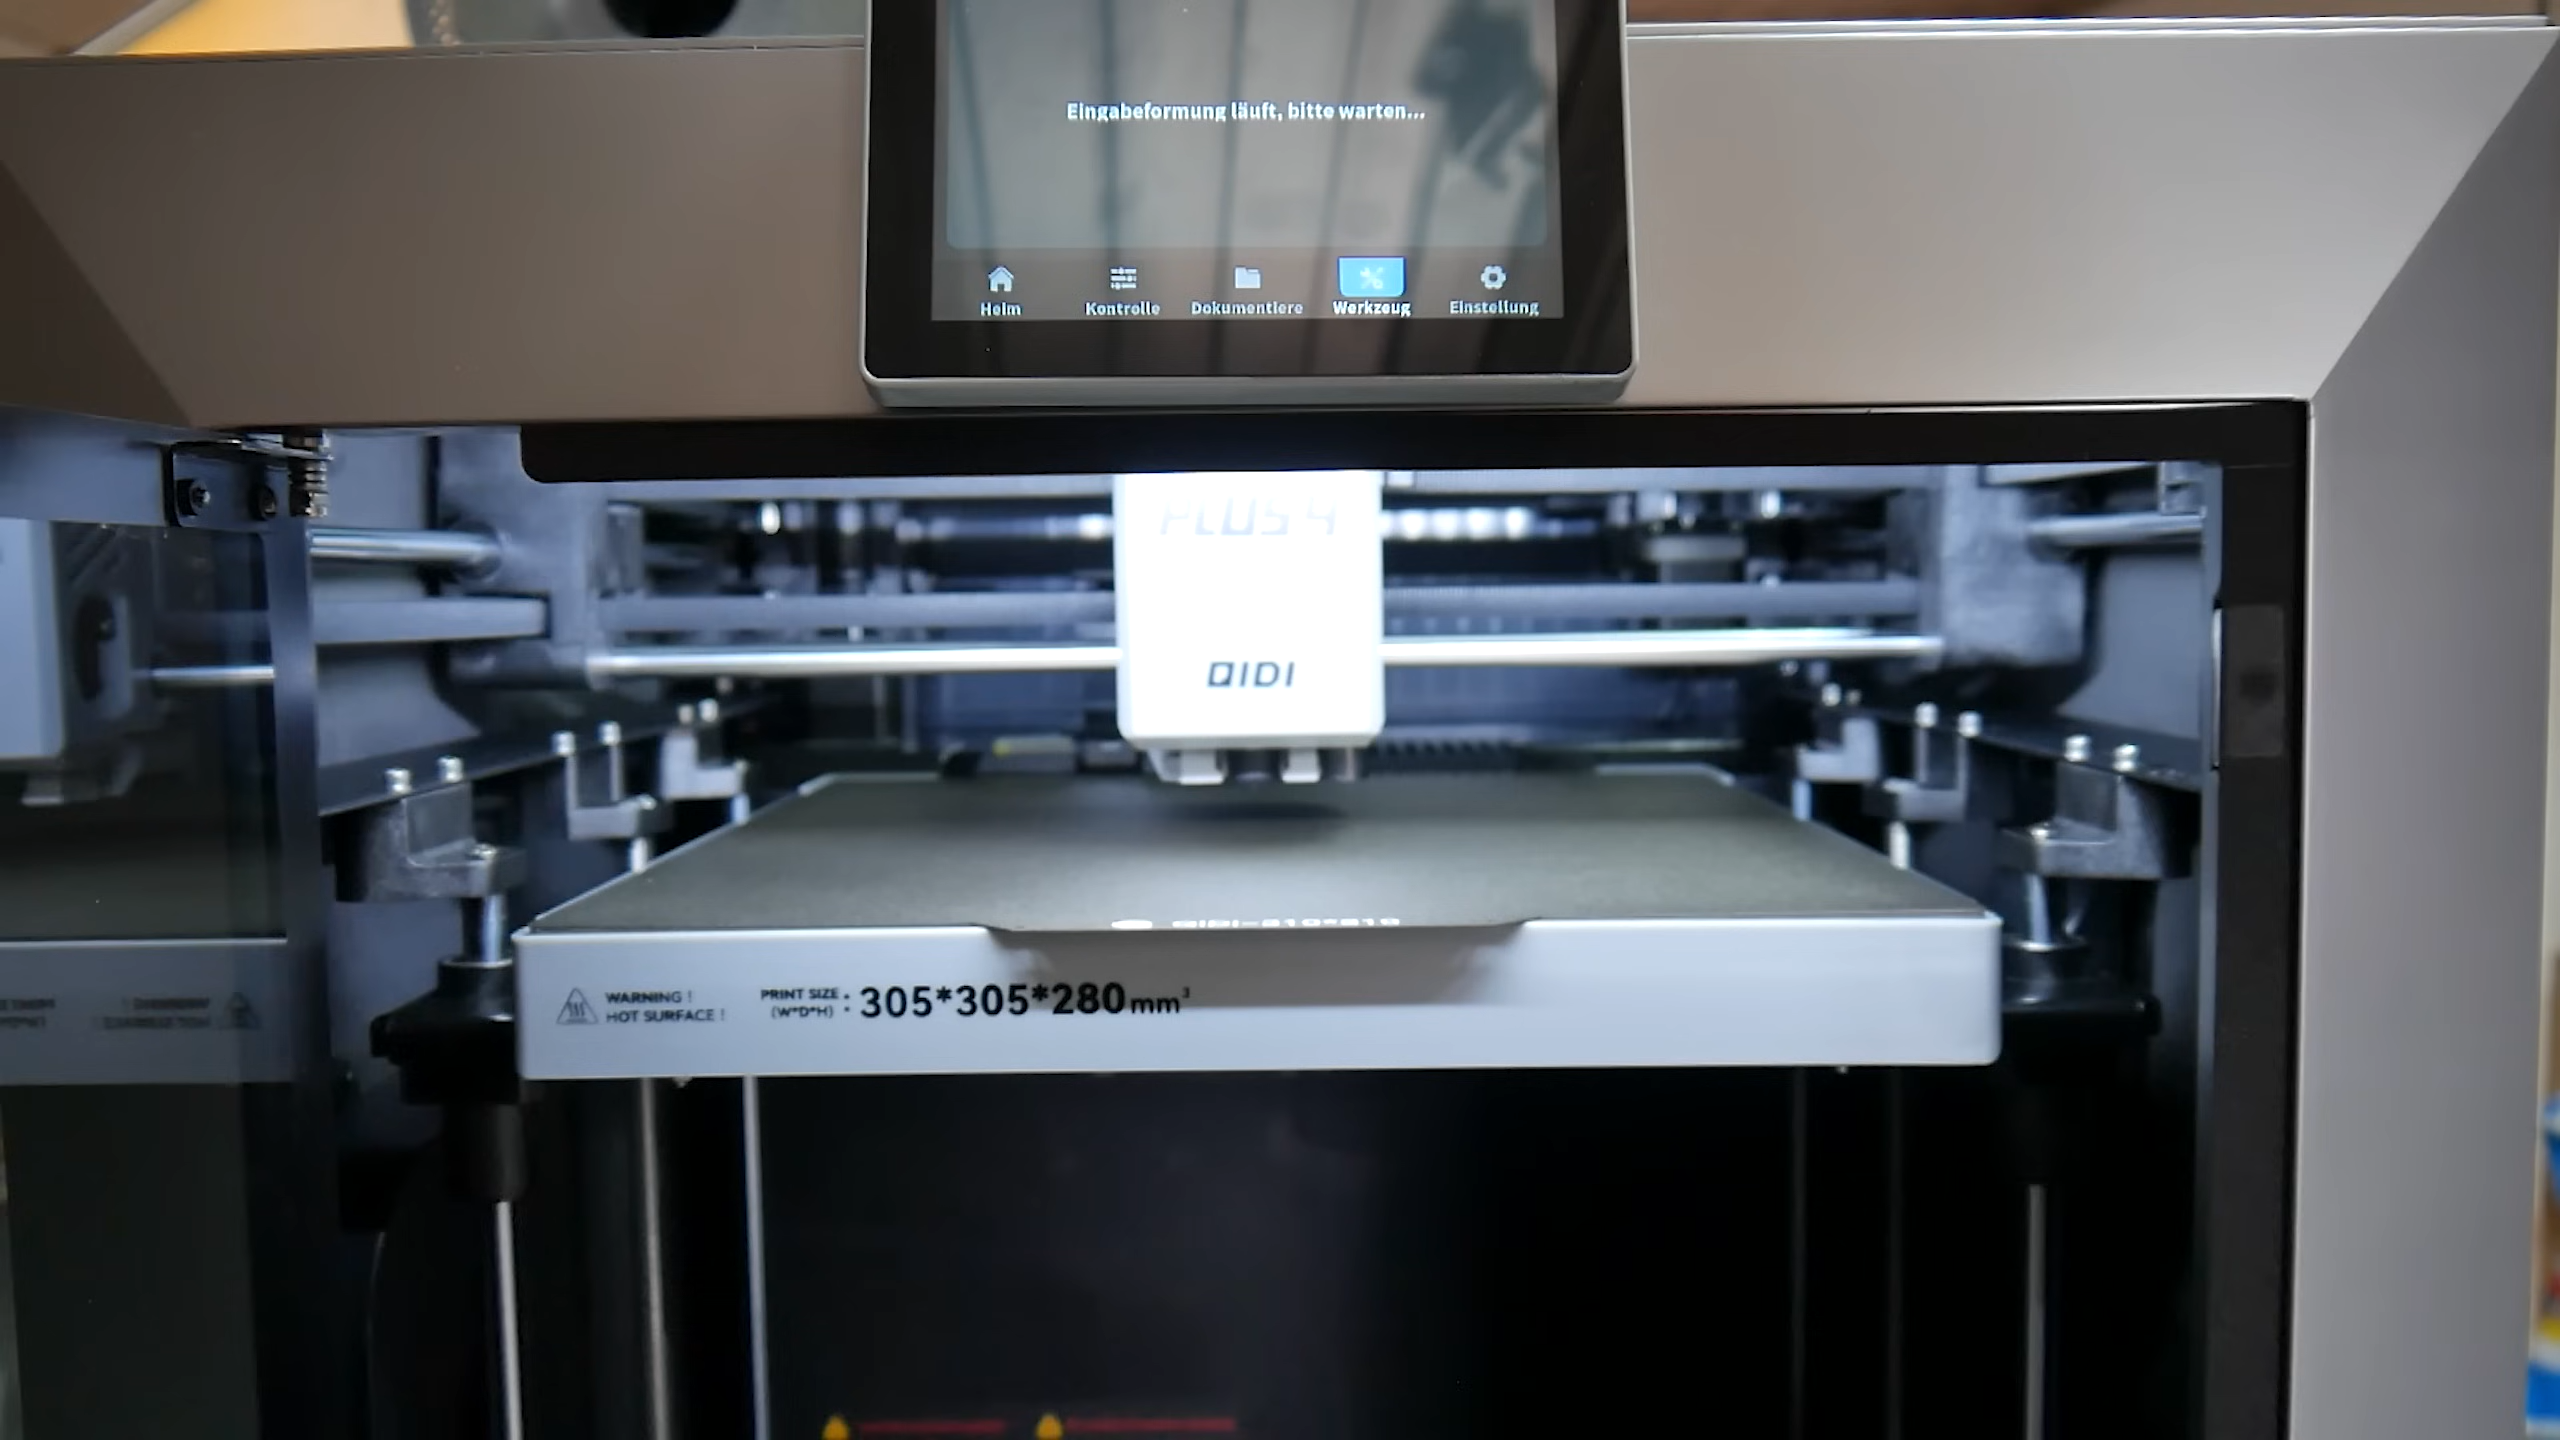 Eingabeformung läuft, bitte warten...
Heim Kontrolle Dokumentiere Werkzeug Einstellung
PLUS 4
QIDI
WARNING !
HOT SURFACE !
PRINT SIZE :
(W*D*H)
305*305*280mm³